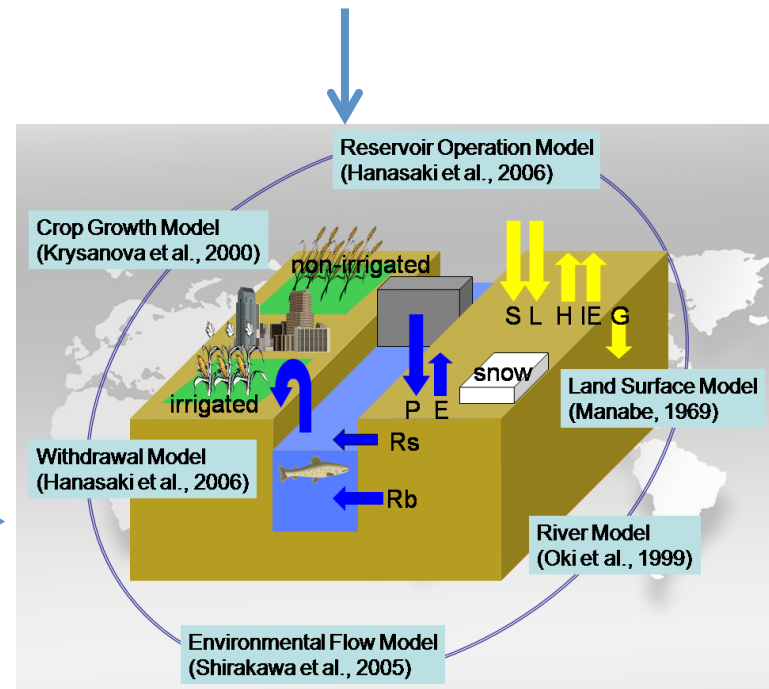 Reservoir Operation Model
(Hanasaki et al., 2006)
Crop Growth Model
(Krysanova et al., 2000)
non-irrigated
S L H lE G
snow
Land Surface Model
(Manabe, 1969)
irrigated
P E
Rs
Withdrawal Model
(Hanasaki et al., 2006)
Rb
River Model
(Oki et al., 1999)
Environmental Flow Model
(Shirakawa et al., 2005)